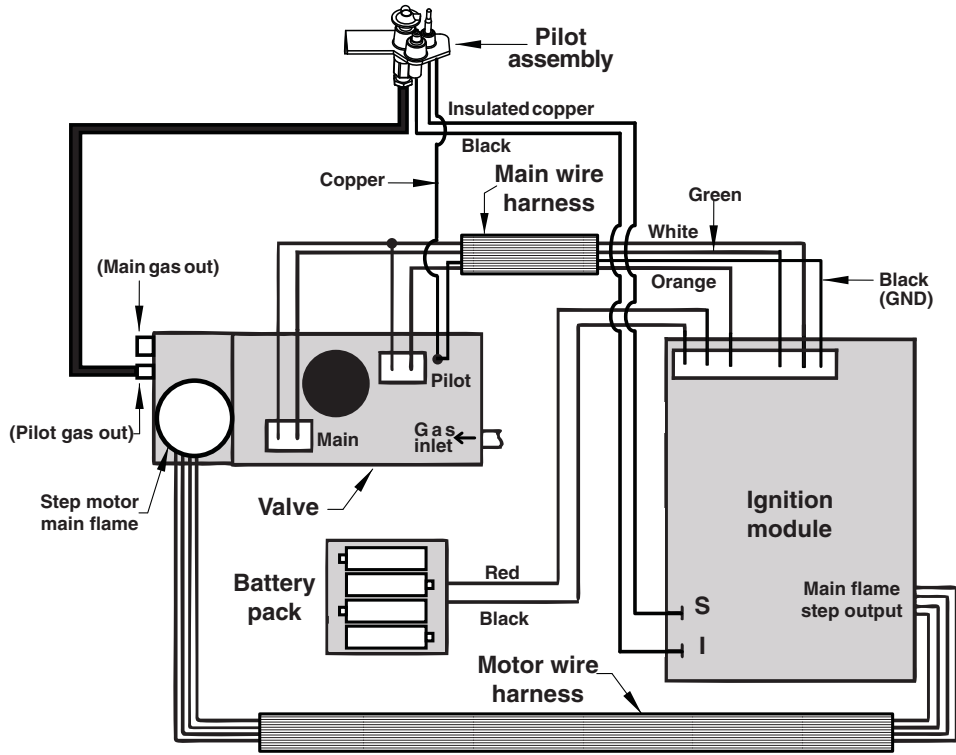 Pilot
assembly
Insulated copper
Black
Copper
Main wire
harness
Green
White
(Main gas out)
Orange
Black
(GND)
Pilot
(Pilot gas out)
Main
Gas
inlet
Step motor
main flame
Valve
Ignition
module
Battery
pack
Red
Black
Main flame
step output
S
I
Motor wire
harness